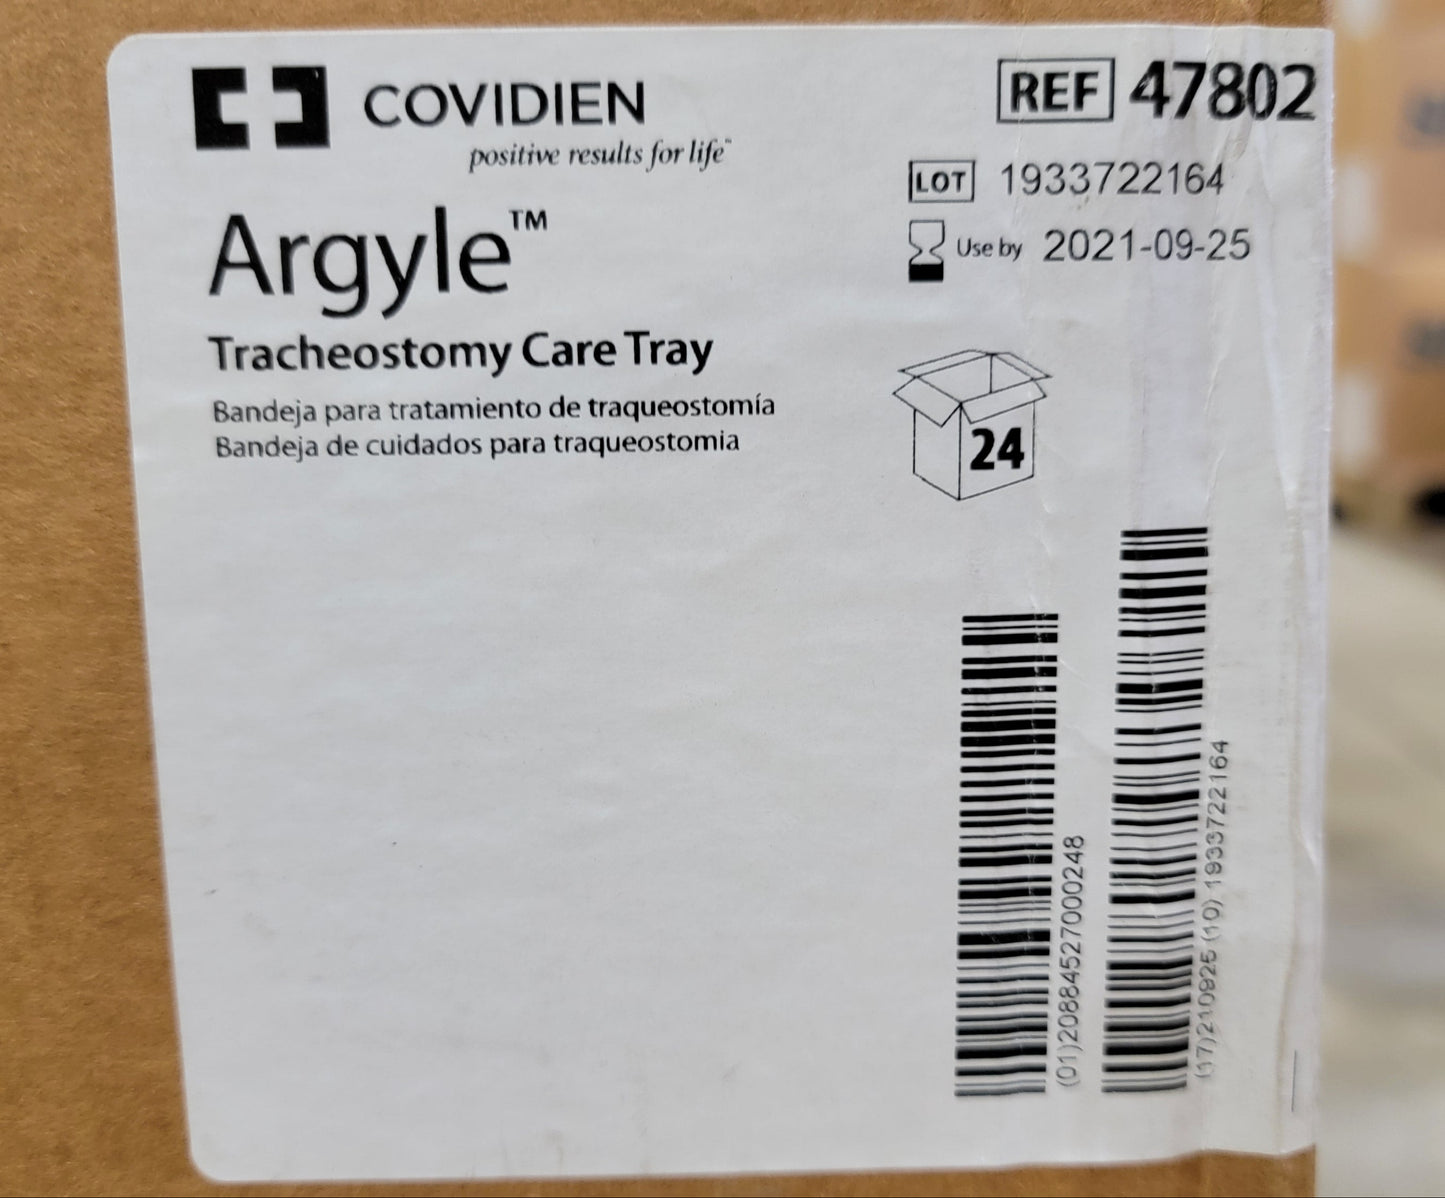 COVIDIEN
positive results for life™
Argyle™
Tracheostomy Care Tray
Bandeja para tratamiento de traqueostomía
Bandeja de cuidados para traqueostomia
REF 47802
LOT 1933722164
Use by 2021-09-25
24
(01)20884527000248
(17)210925 (10) 1933722164